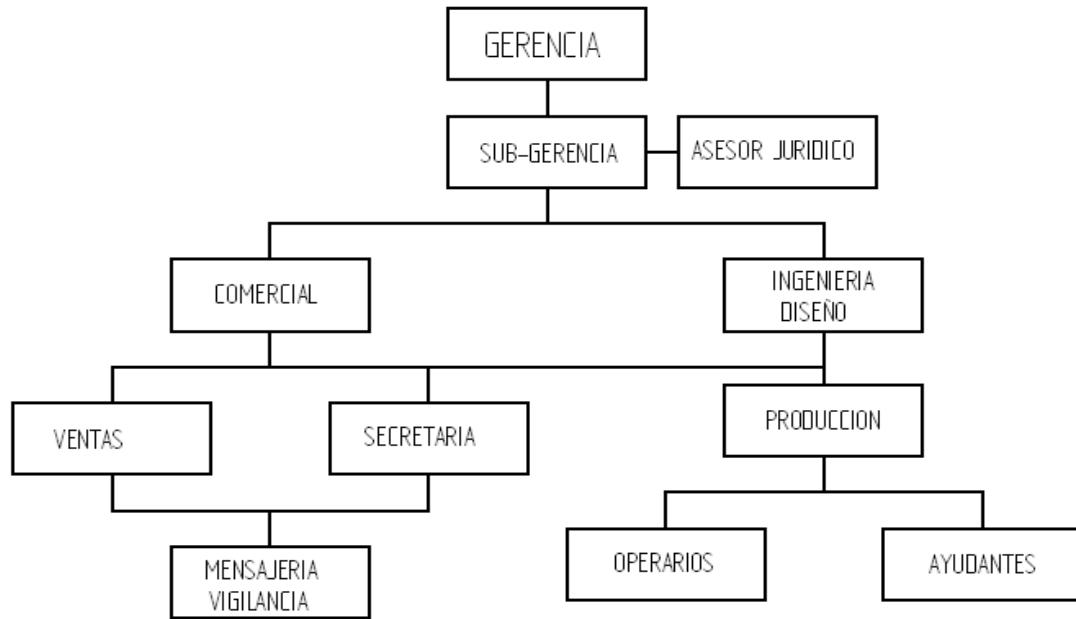 GERENCIA
SUB-GERENCIA
ASESOR JURIDICO
COMERCIAL
INGENIERIA
DISEÑO
VENTAS
SECRETARIA
PRODUCCION
MENSAJERIA
VIGILANCIA
OPERARIOS
AYUDANTES